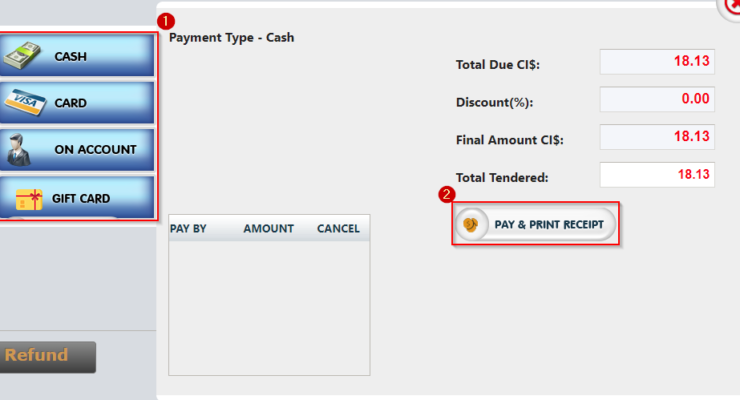 1
Payment Type - Cash
CASH
CARD
VISA
ON ACCOUNT
GIFT CARD
Total Due CI$: 18.13
Discount(%): 0.00
Final Amount CI$: 18.13
Total Tendered: 18.13
2
PAY & PRINT RECEIPT
PAY BY AMOUNT CANCEL
Refund